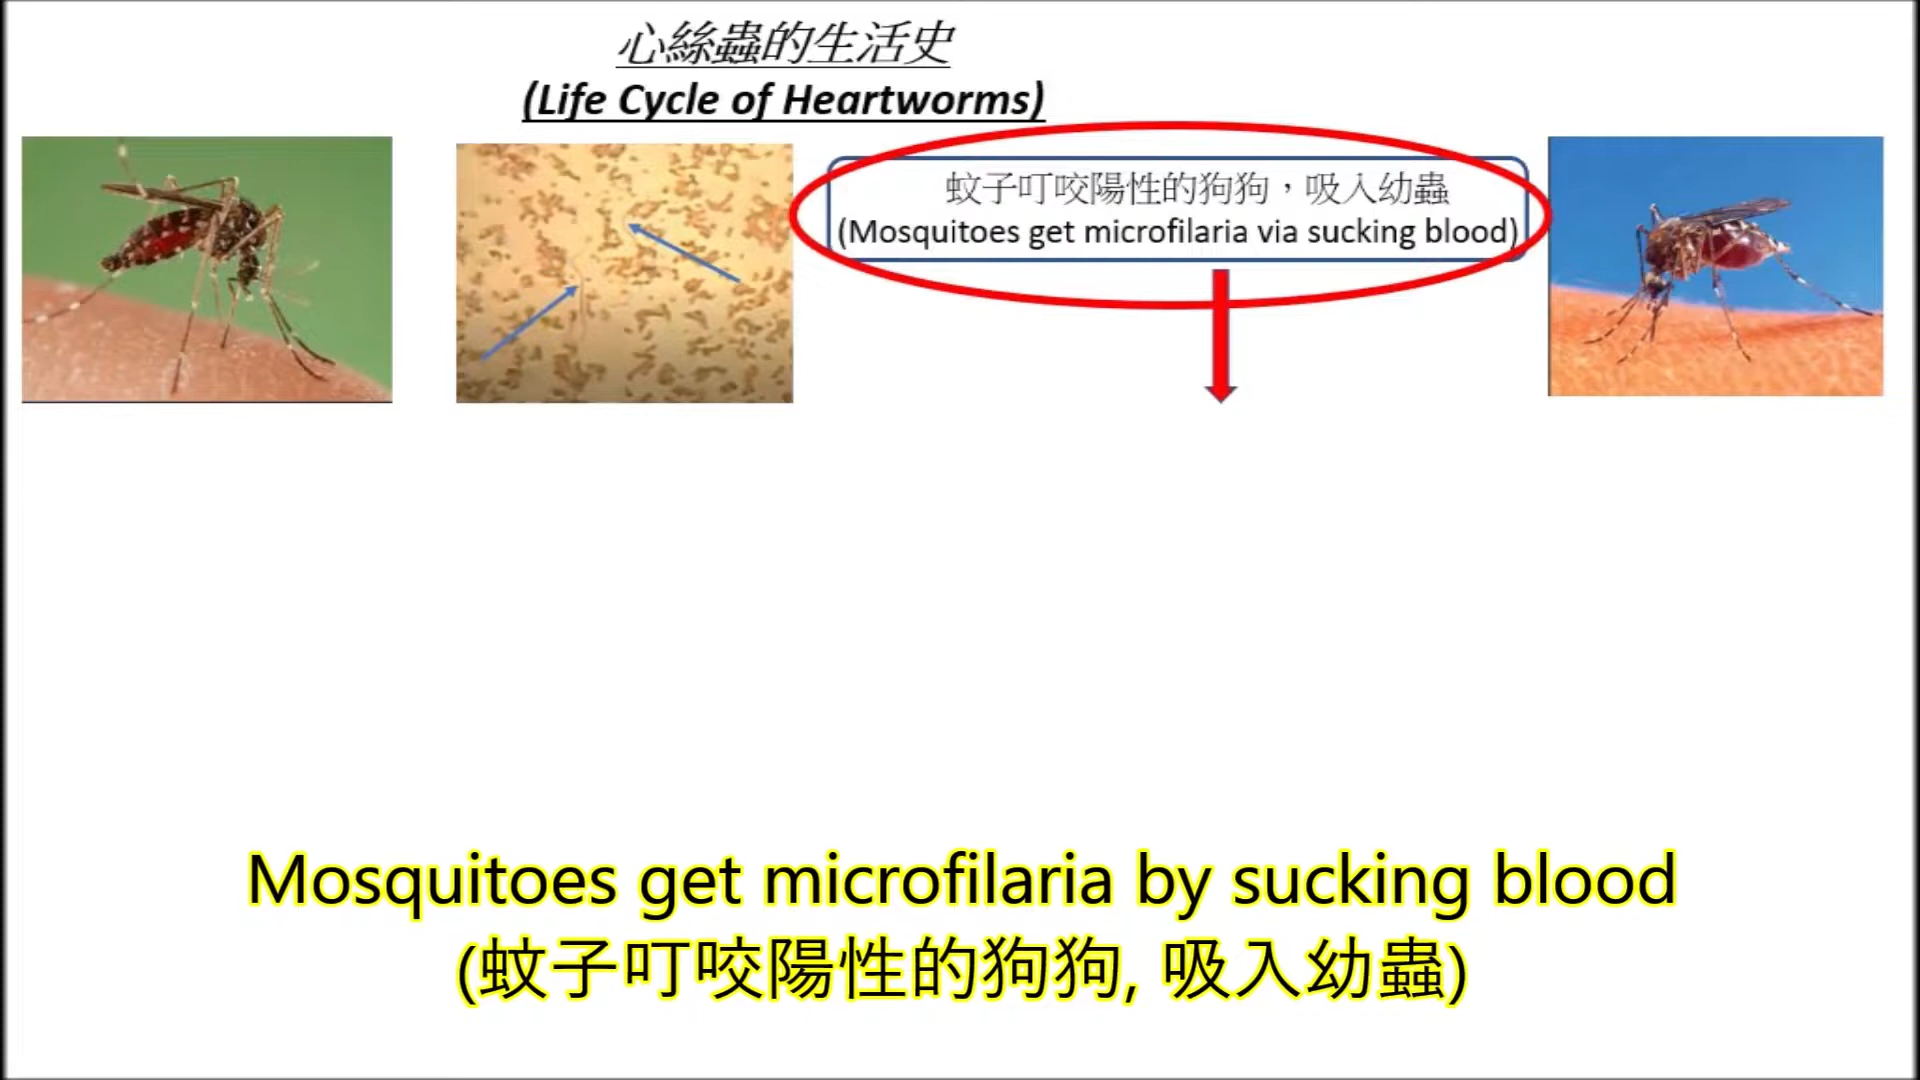 心絲蟲的生活史
(Life Cycle of Heartworms)
蚊子叮咬陽性的狗狗，吸入幼蟲
(Mosquitoes get microfilaria via sucking blood)
Mosquitoes get microfilaria by sucking blood
(蚊子叮咬陽性的狗狗, 吸入幼蟲)